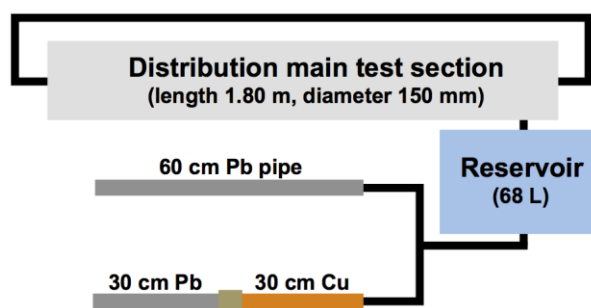 Distribution main test section
(length 1.80 m, diameter 150 mm)
60 cm Pb pipe
Reservoir
(68 L)
30 cm Pb
30 cm Cu